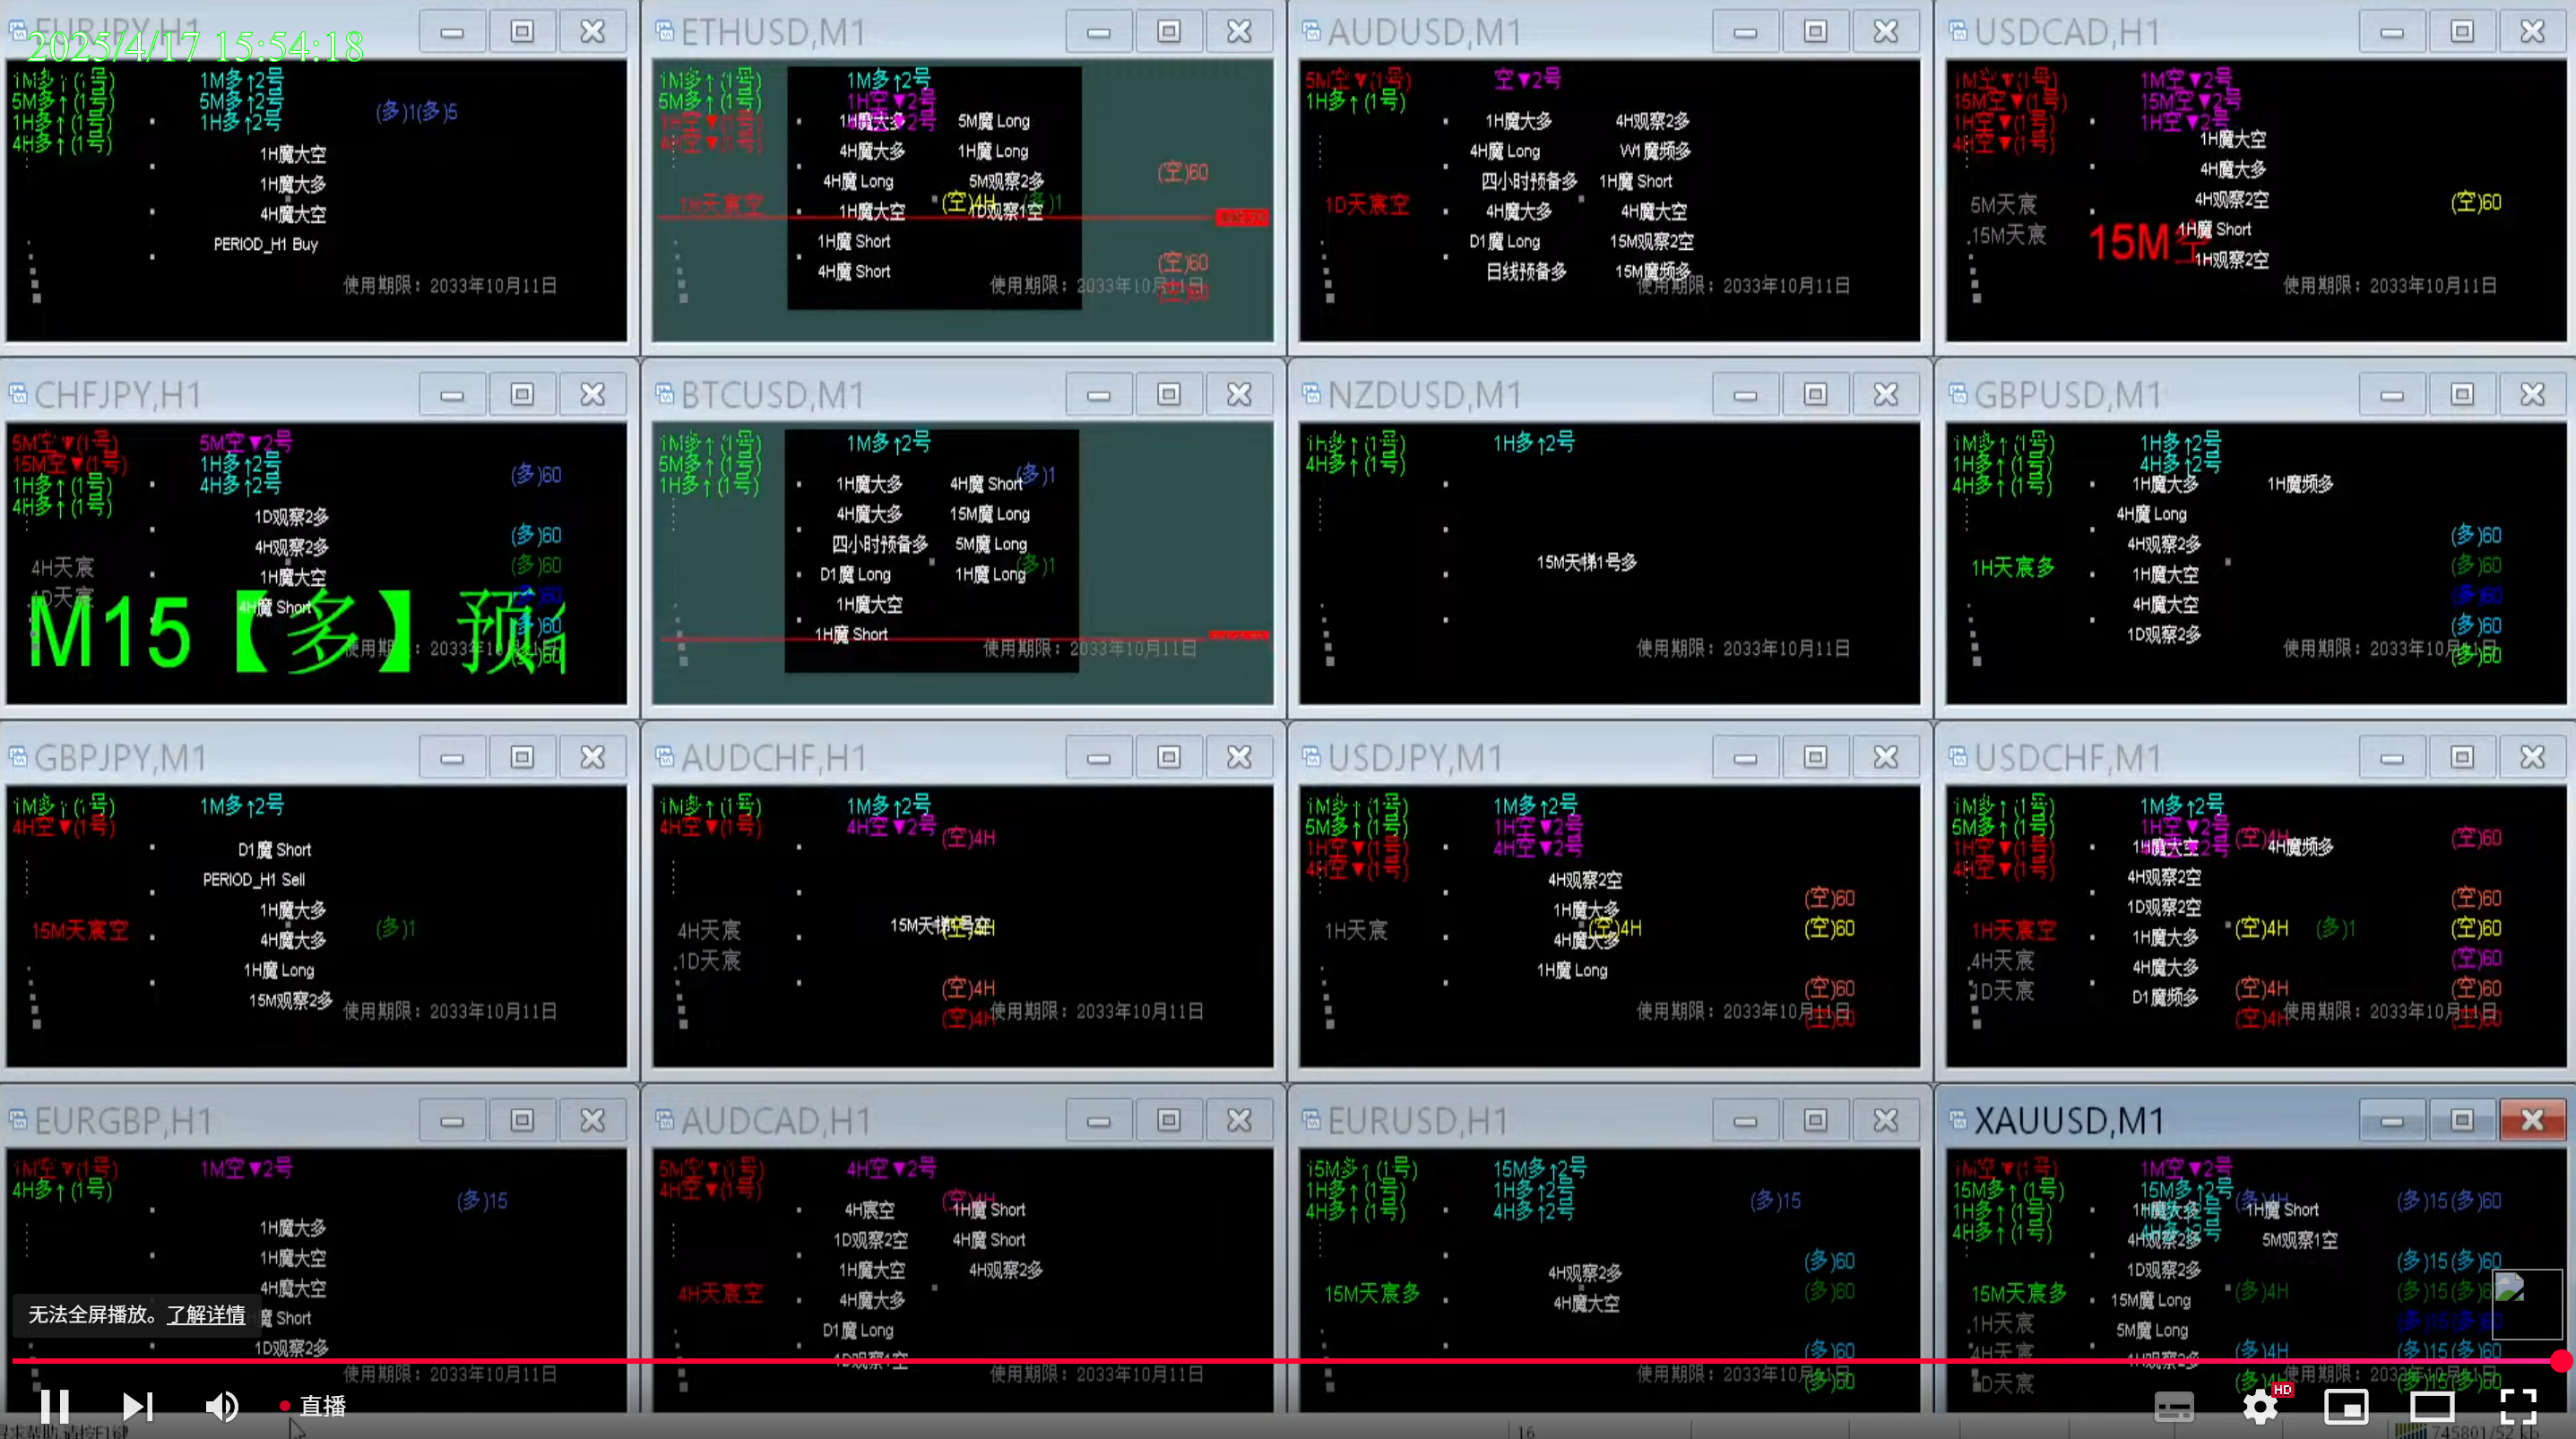 EURJPY,H1
2025/4/17 15:54:18
1M多↑(1号)
5M多↑(1号)
1H多↑(1号)
4H多↑(1号)
1M多↑2号
5M多↑2号
1H多↑2号
(多)1(多)5
1H魔大空
1H魔大多
4H魔大空
PERIOD_H1 Buy
使用期限：2033年10月11日
ETHUSD,M1
1M多↑(1号)
5M多↑(1号)
1H空▼(1号)
4H空▼(1号)
1M多↑2号
1H空▼2号
1H魔大多
5M魔 Long
4H魔大多
1H魔 Long
(空)60
4H魔 Long
5M观察2多
1H天宸空
1H魔大空
(空)4H
1D观察1空
(多)1
1H魔 Short
4H魔 Short
(空)60
使用期限：2033年10月11日
(空)60
AUDUSD,M1
5M空▼(1号)
1H多↑(1号)
空▼2号
1H魔大多
4H观察2多
4H魔 Long
W1魔频多
四小时预备多
1H魔 Short
1D天宸空
4H魔大多
4H魔大空
D1魔 Long
15M观察2空
日线预备多
15M魔频多
使用期限：2033年10月11日
USDCAD,H1
1M空▼(1号)
15M空▼(1号)
1H空▼(1号)
4H空▼(1号)
1M空▼2号
15M空▼2号
1H空▼2号
1H魔大空
4H魔大多
4H观察2空
(空)60
5M天宸
15M天宸
15M空
1H魔 Short
1H观察2空
使用期限：2033年10月11日
CHFJPY,H1
5M空▼(1号)
15M空▼(1号)
1H多↑(1号)
4H多↑(1号)
5M空▼2号
1H多↑2号
4H多↑2号
(多)60
1D观察2多
(多)60
4H观察2多
4H天宸
(多)60
1H魔大空
1D天宸
(多)60
4H魔 Short
M15【多】预
(多)60
使用期限：2033年10月11日
BTCUSD,M1
1M多↑(1号)
5M多↑(1号)
1H多↑(1号)
1M多↑2号
1H魔大多
4H魔 Short
(多)1
4H魔大多
15M魔 Long
四小时预备多
5M魔 Long
D1魔 Long
1H魔 Long
(多)1
1H魔大空
1H魔 Short
使用期限：2033年10月11日
NZDUSD,M1
1H多↑(1号)
4H多↑(1号)
1H多↑2号
15M天梯1号多
使用期限：2033年10月11日
GBPUSD,M1
1M多↑(1号)
1H多↑(1号)
4H多↑(1号)
1H多↑2号
4H多↑2号
1H魔大多
1H魔频多
4H魔 Long
4H观察2多
(多)60
1H天宸多
1H魔大空
(多)60
4H魔大空
(多)60
1D观察2多
(多)60
使用期限：2033年10月11日
(多)60
GBPJPY,M1
1M多↑(1号)
4H空▼(1号)
1M多↑2号
D1魔 Short
PERIOD_H1 Sell
1H魔大多
15M天宸空
4H魔大多
(多)1
1H魔 Long
15M观察2多
使用期限：2033年10月11日
AUDCHF,H1
1M多↑(1号)
4H空▼(1号)
1M多↑2号
4H空▼2号
(空)4H
4H天宸
15M天梯1号空
(空)4H
1D天宸
(空)4H
(空)4H
使用期限：2033年10月11日
USDJPY,M1
1M多↑(1号)
5M多↑(1号)
1H空▼(1号)
4H空▼(1号)
1M多↑2号
1H空▼2号
4H空▼2号
4H观察2空
(空)60
1H魔大多
1H天宸
(空)4H
(空)60
4H魔大多
1H魔 Long
(空)60
使用期限：2033年10月11日
(空)60
USDCHF,M1
1M多↑(1号)
5M多↑(1号)
1H空▼(1号)
4H空▼(1号)
1M多↑2号
1H空▼2号
4H空▼2号
(空)4H
(空)60
1H魔大空
4H魔频多
4H观察2空
(空)60
1D观察2空
1H天宸空
1H魔大多
(空)4H
(多)1
(空)60
4H天宸
4H魔大多
(空)60
1D天宸
D1魔频多
(空)4H
(空)60
(空)4H
使用期限：2033年10月11日
(空)60
EURGBP,H1
1M空▼(1号)
4H多↑(1号)
1M空▼2号
(多)15
1H魔大多
1H魔大空
4H魔大空
魔 Short
1D观察2多
使用期限：2033年10月11日
AUDCAD,H1
5M空▼(1号)
4H空▼(1号)
4H空▼2号
(空)4H
4H宸空
1H魔 Short
1D观察2空
4H魔 Short
1H魔大空
4H观察2多
4H天宸空
4H魔大多
D1魔 Long
1D观察1空
使用期限：2033年10月11日
EURUSD,H1
15M多↑(1号)
1H多↑(1号)
4H多↑(1号)
15M多↑2号
1H多↑2号
4H多↑2号
(多)15
(多)60
4H观察2多
15M天宸多
(多)60
4H魔大空
(多)60
使用期限：2033年10月11日
(多)60
XAUUSD,M1
1M空▼(1号)
15M多↑(1号)
1H多↑(1号)
4H多↑(1号)
1M空▼2号
15M多↑2号
4H多↑2号
(多)4H
(多)15(多)60
1H魔大多
1H魔 Short
4H观察2多
5M观察1空
1D观察2多
(多)15(多)60
15M天宸多
15M魔 Long
(多)4H
1H天宸
5M魔 Long
4H天宸
1H观察2多
(多)4H
(多)15(多)60
1D天宸
使用期限：2033年10月11日
无法全屏播放。了解详情
直播
HD
16
745801/52 kb